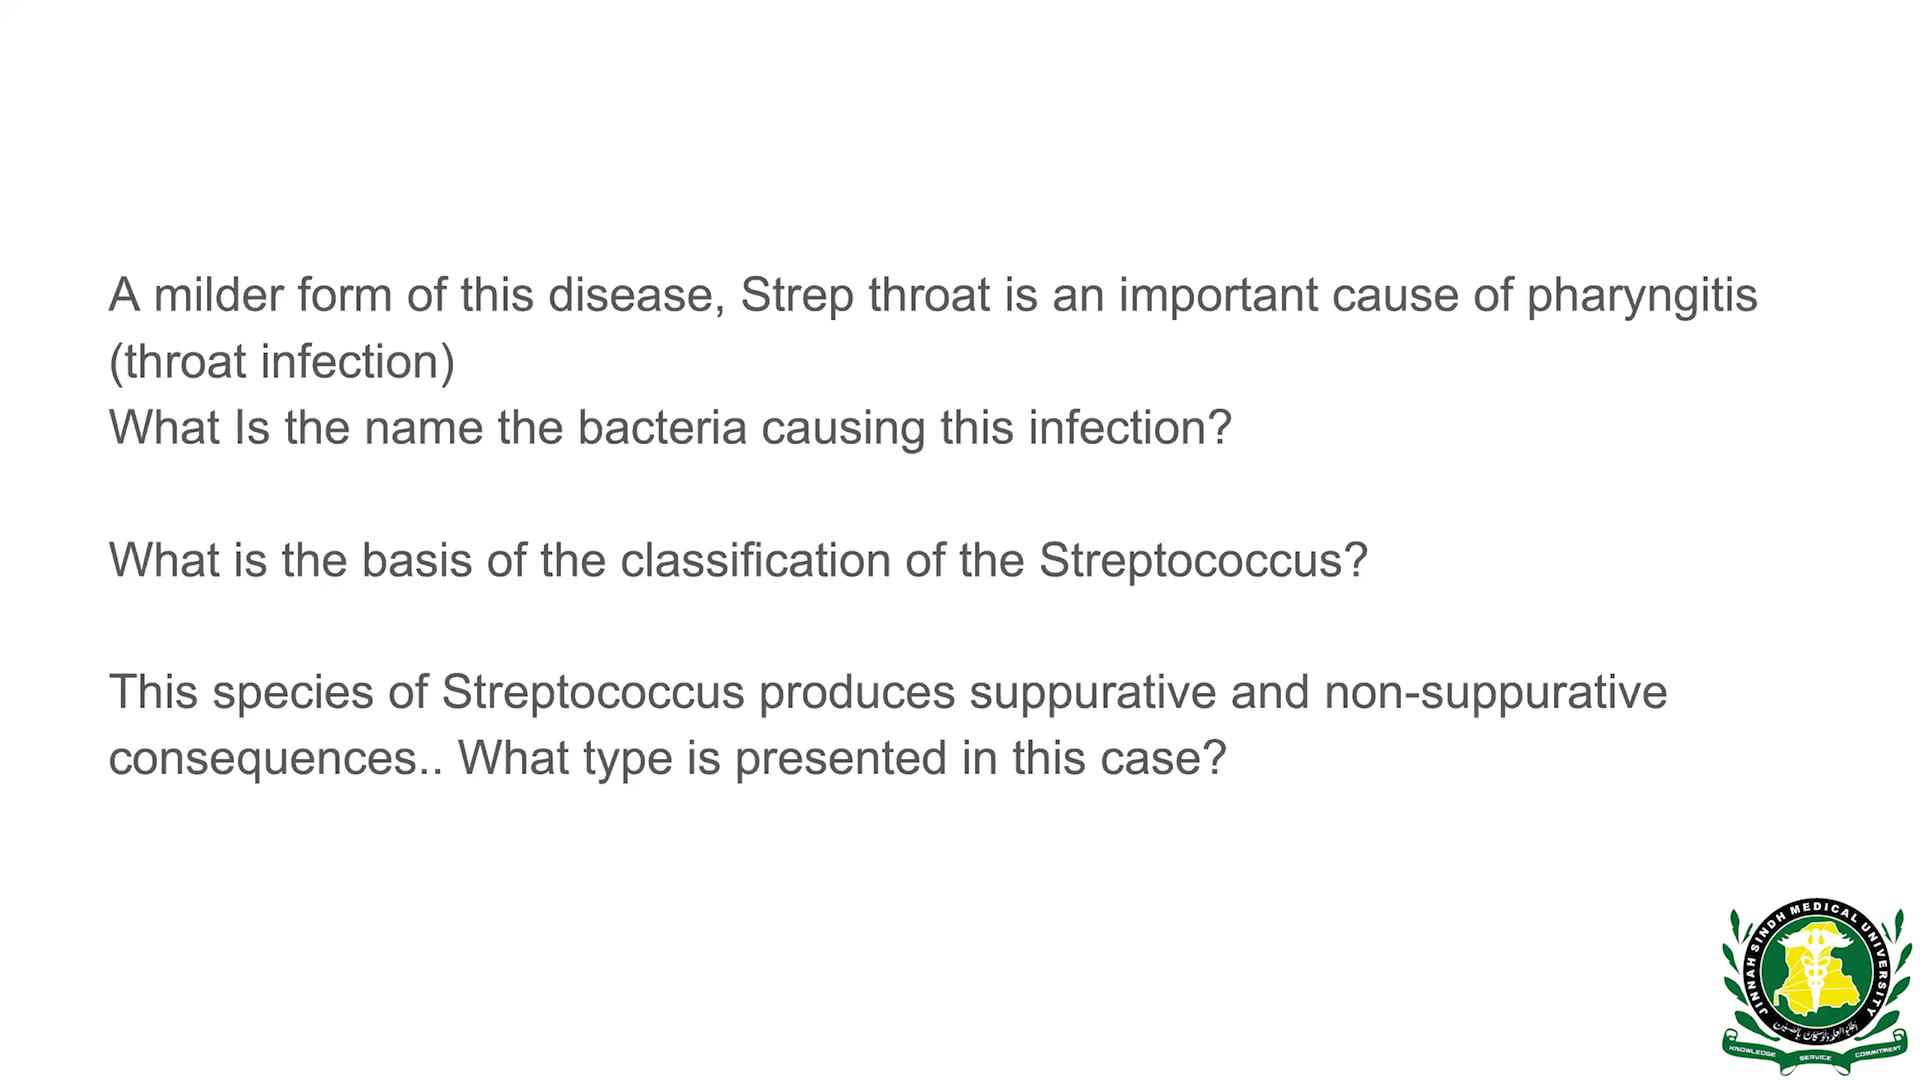 A milder form of this disease, Strep throat is an important cause of pharyngitis
(throat infection)
What Is the name the bacteria causing this infection?
What is the basis of the classification of the Streptococcus?
This species of Streptococcus produces suppurative and non-suppurative
consequences.. What type is presented in this case?
JINNAH SINDH MEDICAL UNIVERSITY
KNOWLEDGE SERVICE COMMITMENT